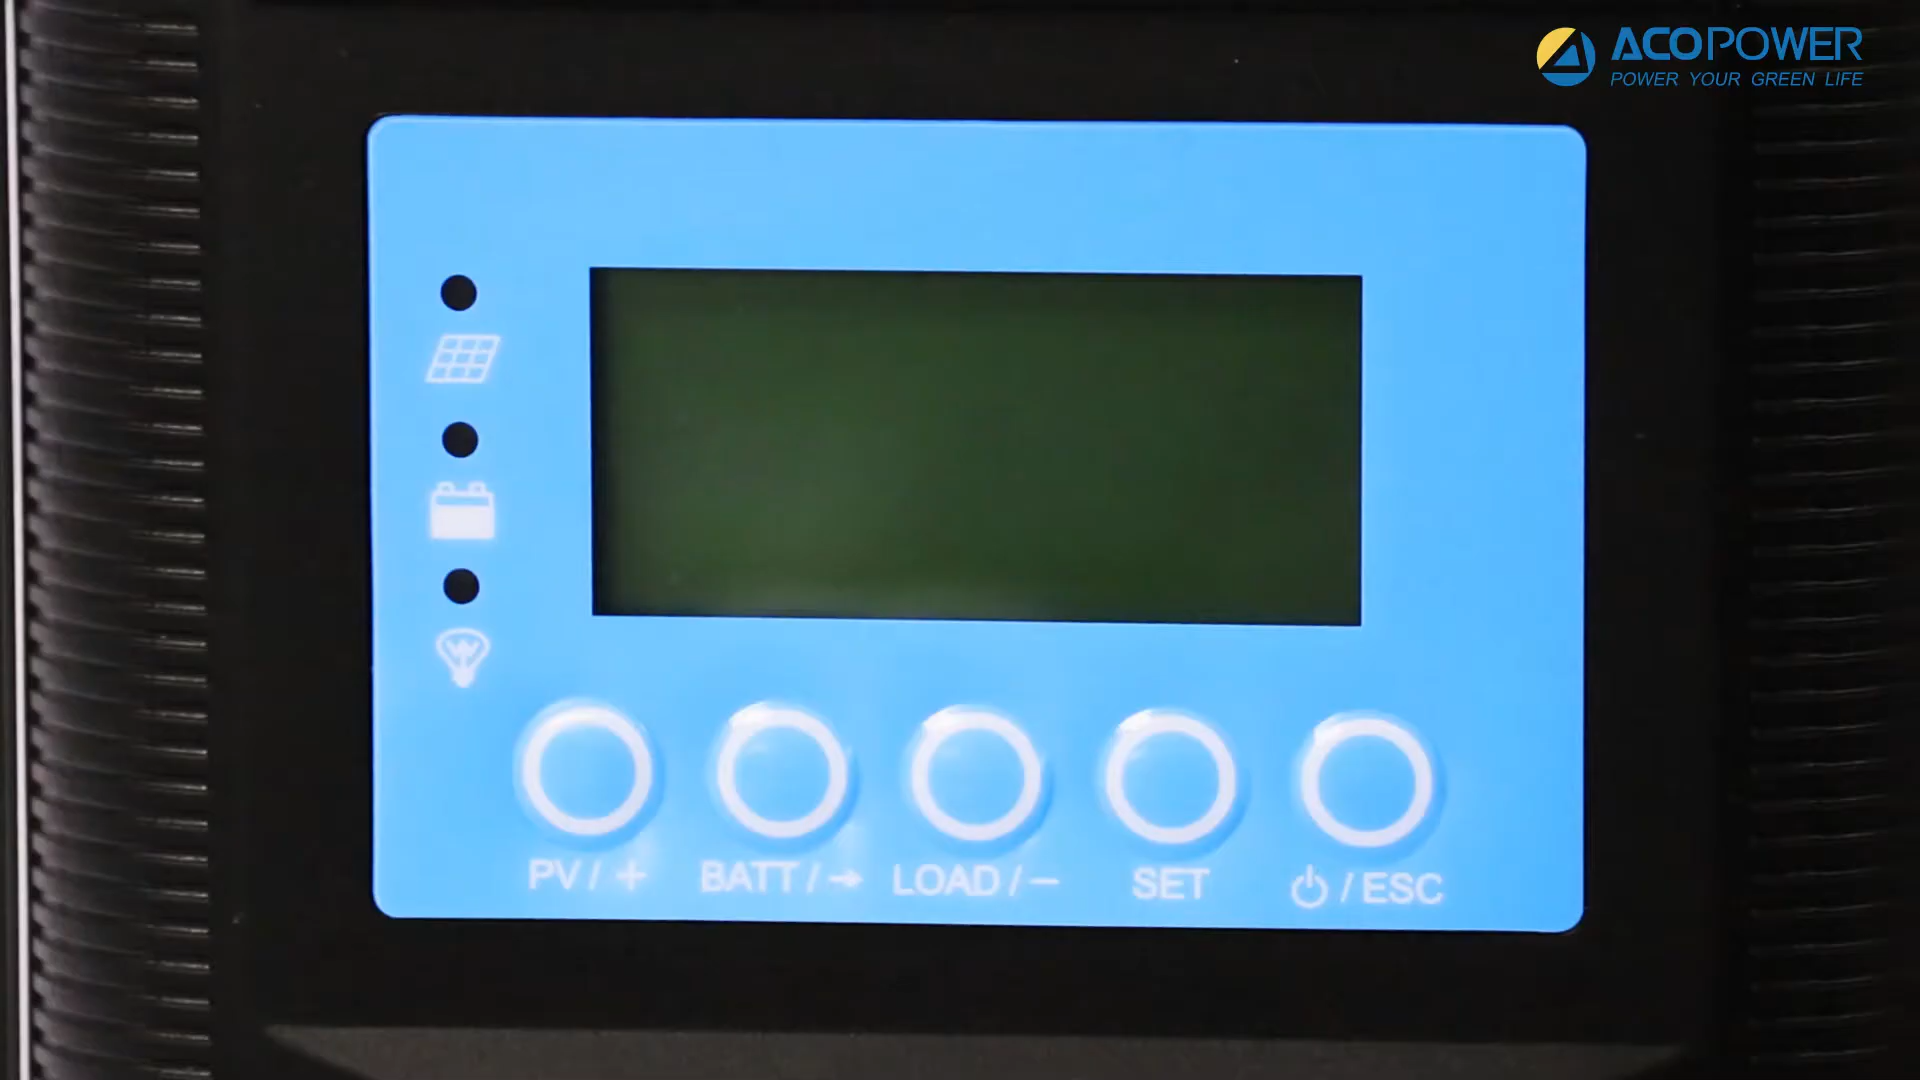 ACOPOWER
POWER YOUR GREEN LIFE
PV / +
BATT / →
LOAD / −
SET
⏻ / ESC